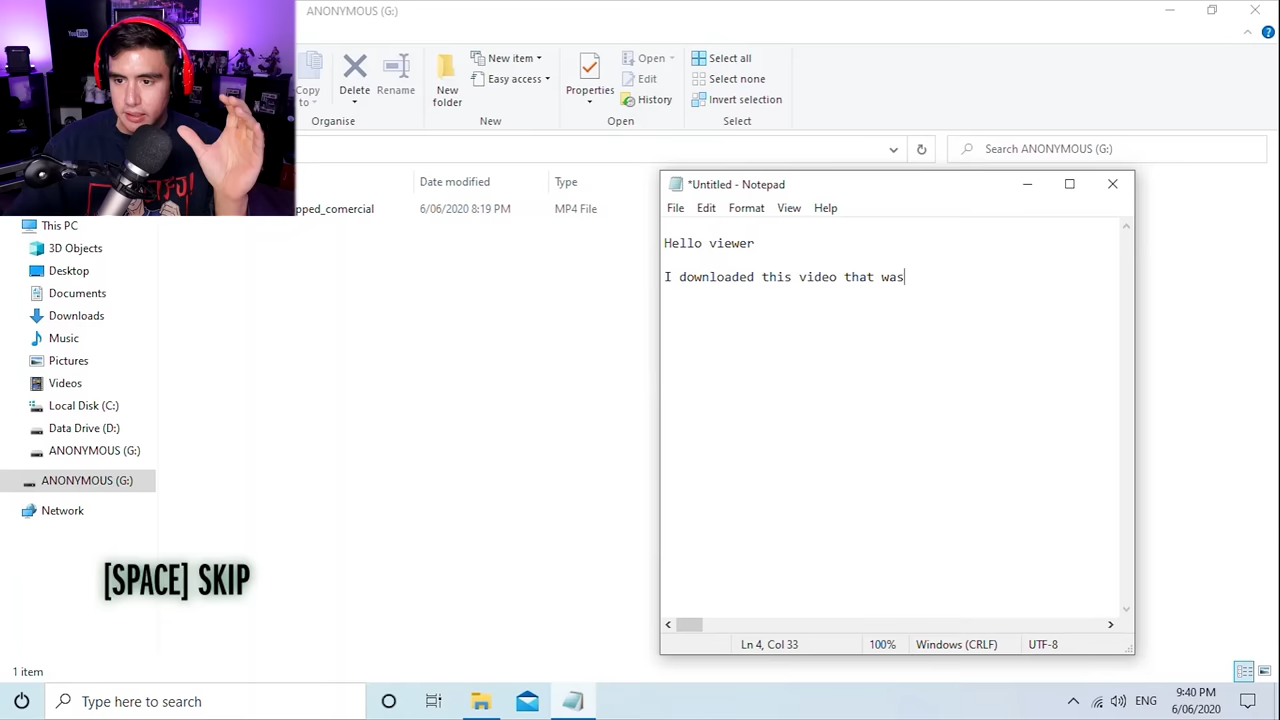 ANONYMOUS (G:)
YouTube
Copy to
Delete
Rename
New folder
New item
Easy access
Properties
Open
Edit
History
Select all
Select none
Invert selection
Organise
New
Open
Select
Search ANONYMOUS (G:)
Date modified
Type
pped_comercial
6/06/2020 8:19 PM
MP4 File
This PC
3D Objects
Desktop
Documents
Downloads
Music
Pictures
Videos
Local Disk (C:)
Data Drive (D:)
ANONYMOUS (G:)
ANONYMOUS (G:)
Network
*Untitled - Notepad
File Edit Format View Help
Hello viewer
I downloaded this video that was
Ln 4, Col 33
100%
Windows (CRLF)
UTF-8
[SPACE] SKIP
1 item
Type here to search
ENG
9:40 PM
6/06/2020